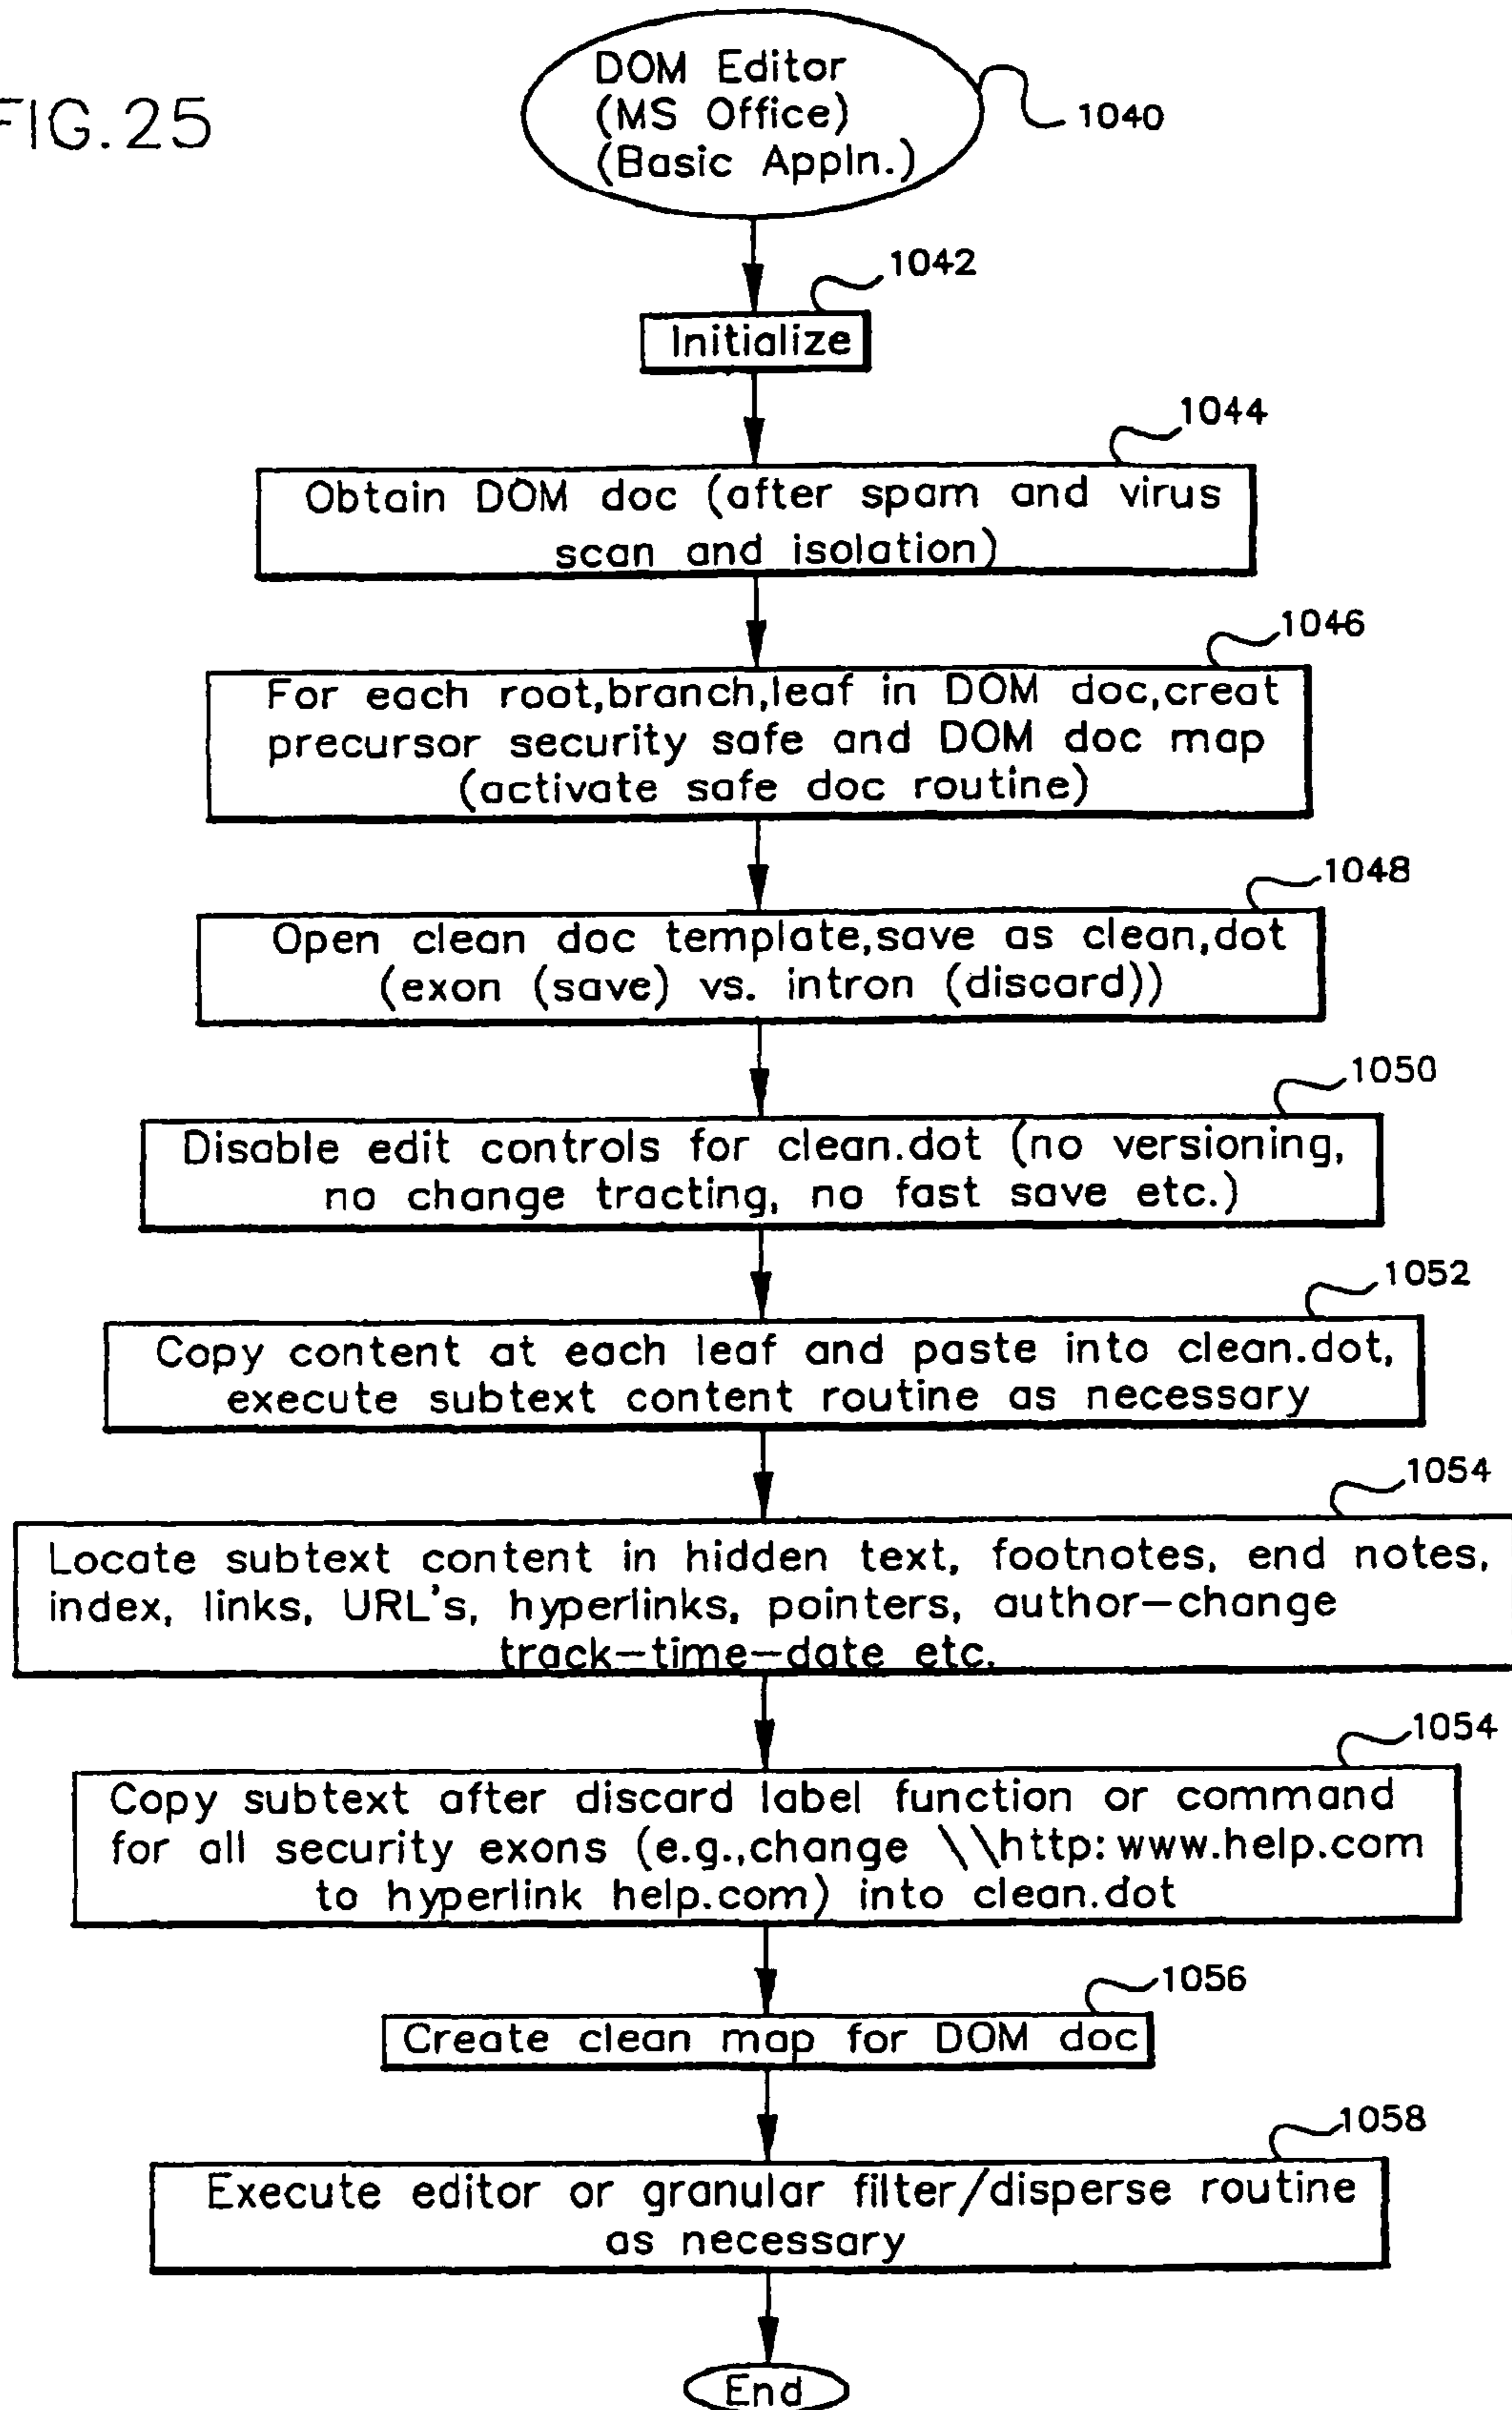 FIG.25
DOM Editor
(MS Office)
(Basic Appln.)
1040
1042
Initialize
1044
Obtain DOM doc (after spam and virus
scan and isolation)
1046
For each root,branch,leaf in DOM doc,creat
precursor security safe and DOM doc map
(activate safe doc routine)
1048
Open clean doc template,save as clean,dot
(exon (save) vs. intron (discard))
1050
Disable edit controls for clean.dot (no versioning,
no change tracting, no fast save etc.)
1052
Copy content at each leaf and paste into clean.dot,
execute subtext content routine as necessary
1054
Locate subtext content in hidden text, footnotes, end notes,
index, links, URL's, hyperlinks, pointers, author-change
track-time-date etc.
1054
Copy subtext after discard label function or command
for all security exons (e.g.,change \\http: www.help.com
to hyperlink help.com) into clean.dot
1056
Create clean map for DOM doc
1058
Execute editor or granular filter/disperse routine
as necessary
End